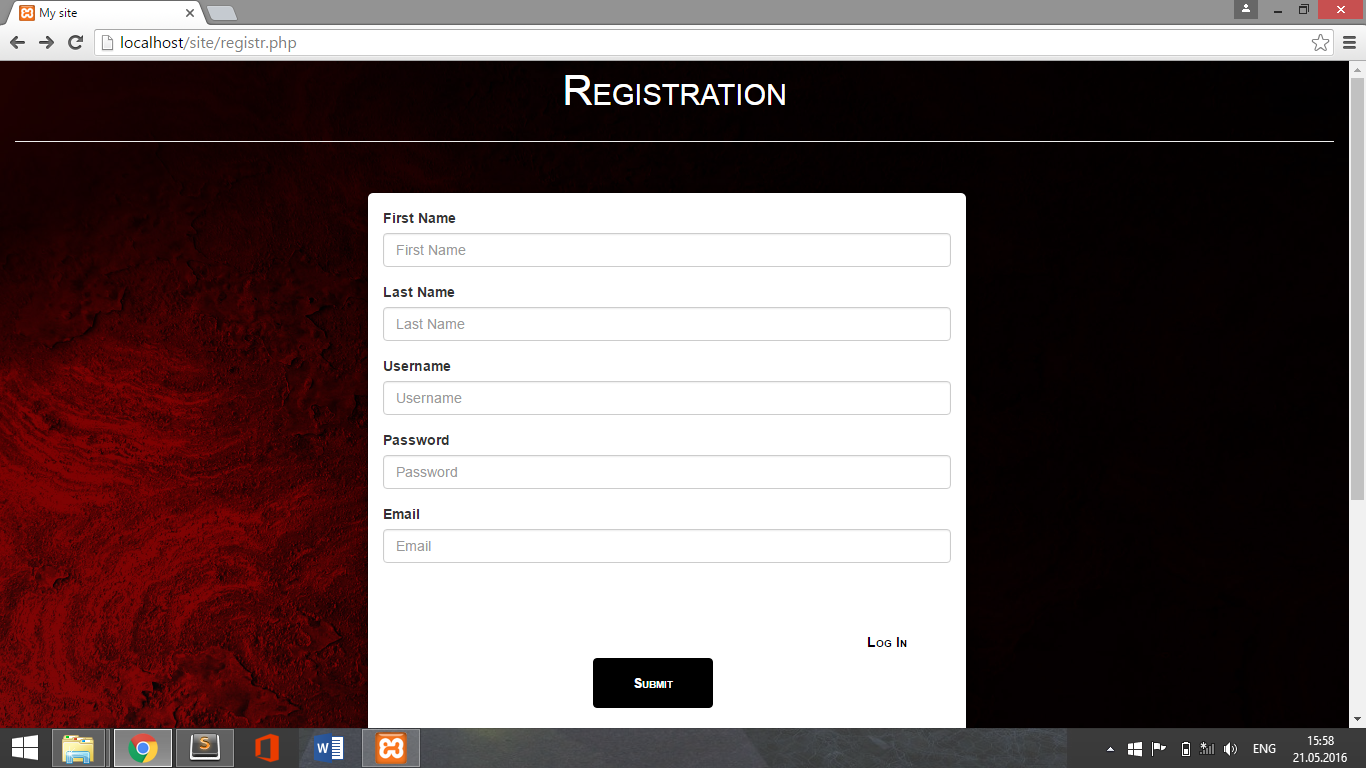 My site
localhost/site/registr.php
Registration
First Name
First Name
Last Name
Last Name
Username
Username
Password
Password
Email
Email
Log In
Submit
ENG
15:58
21.05.2016